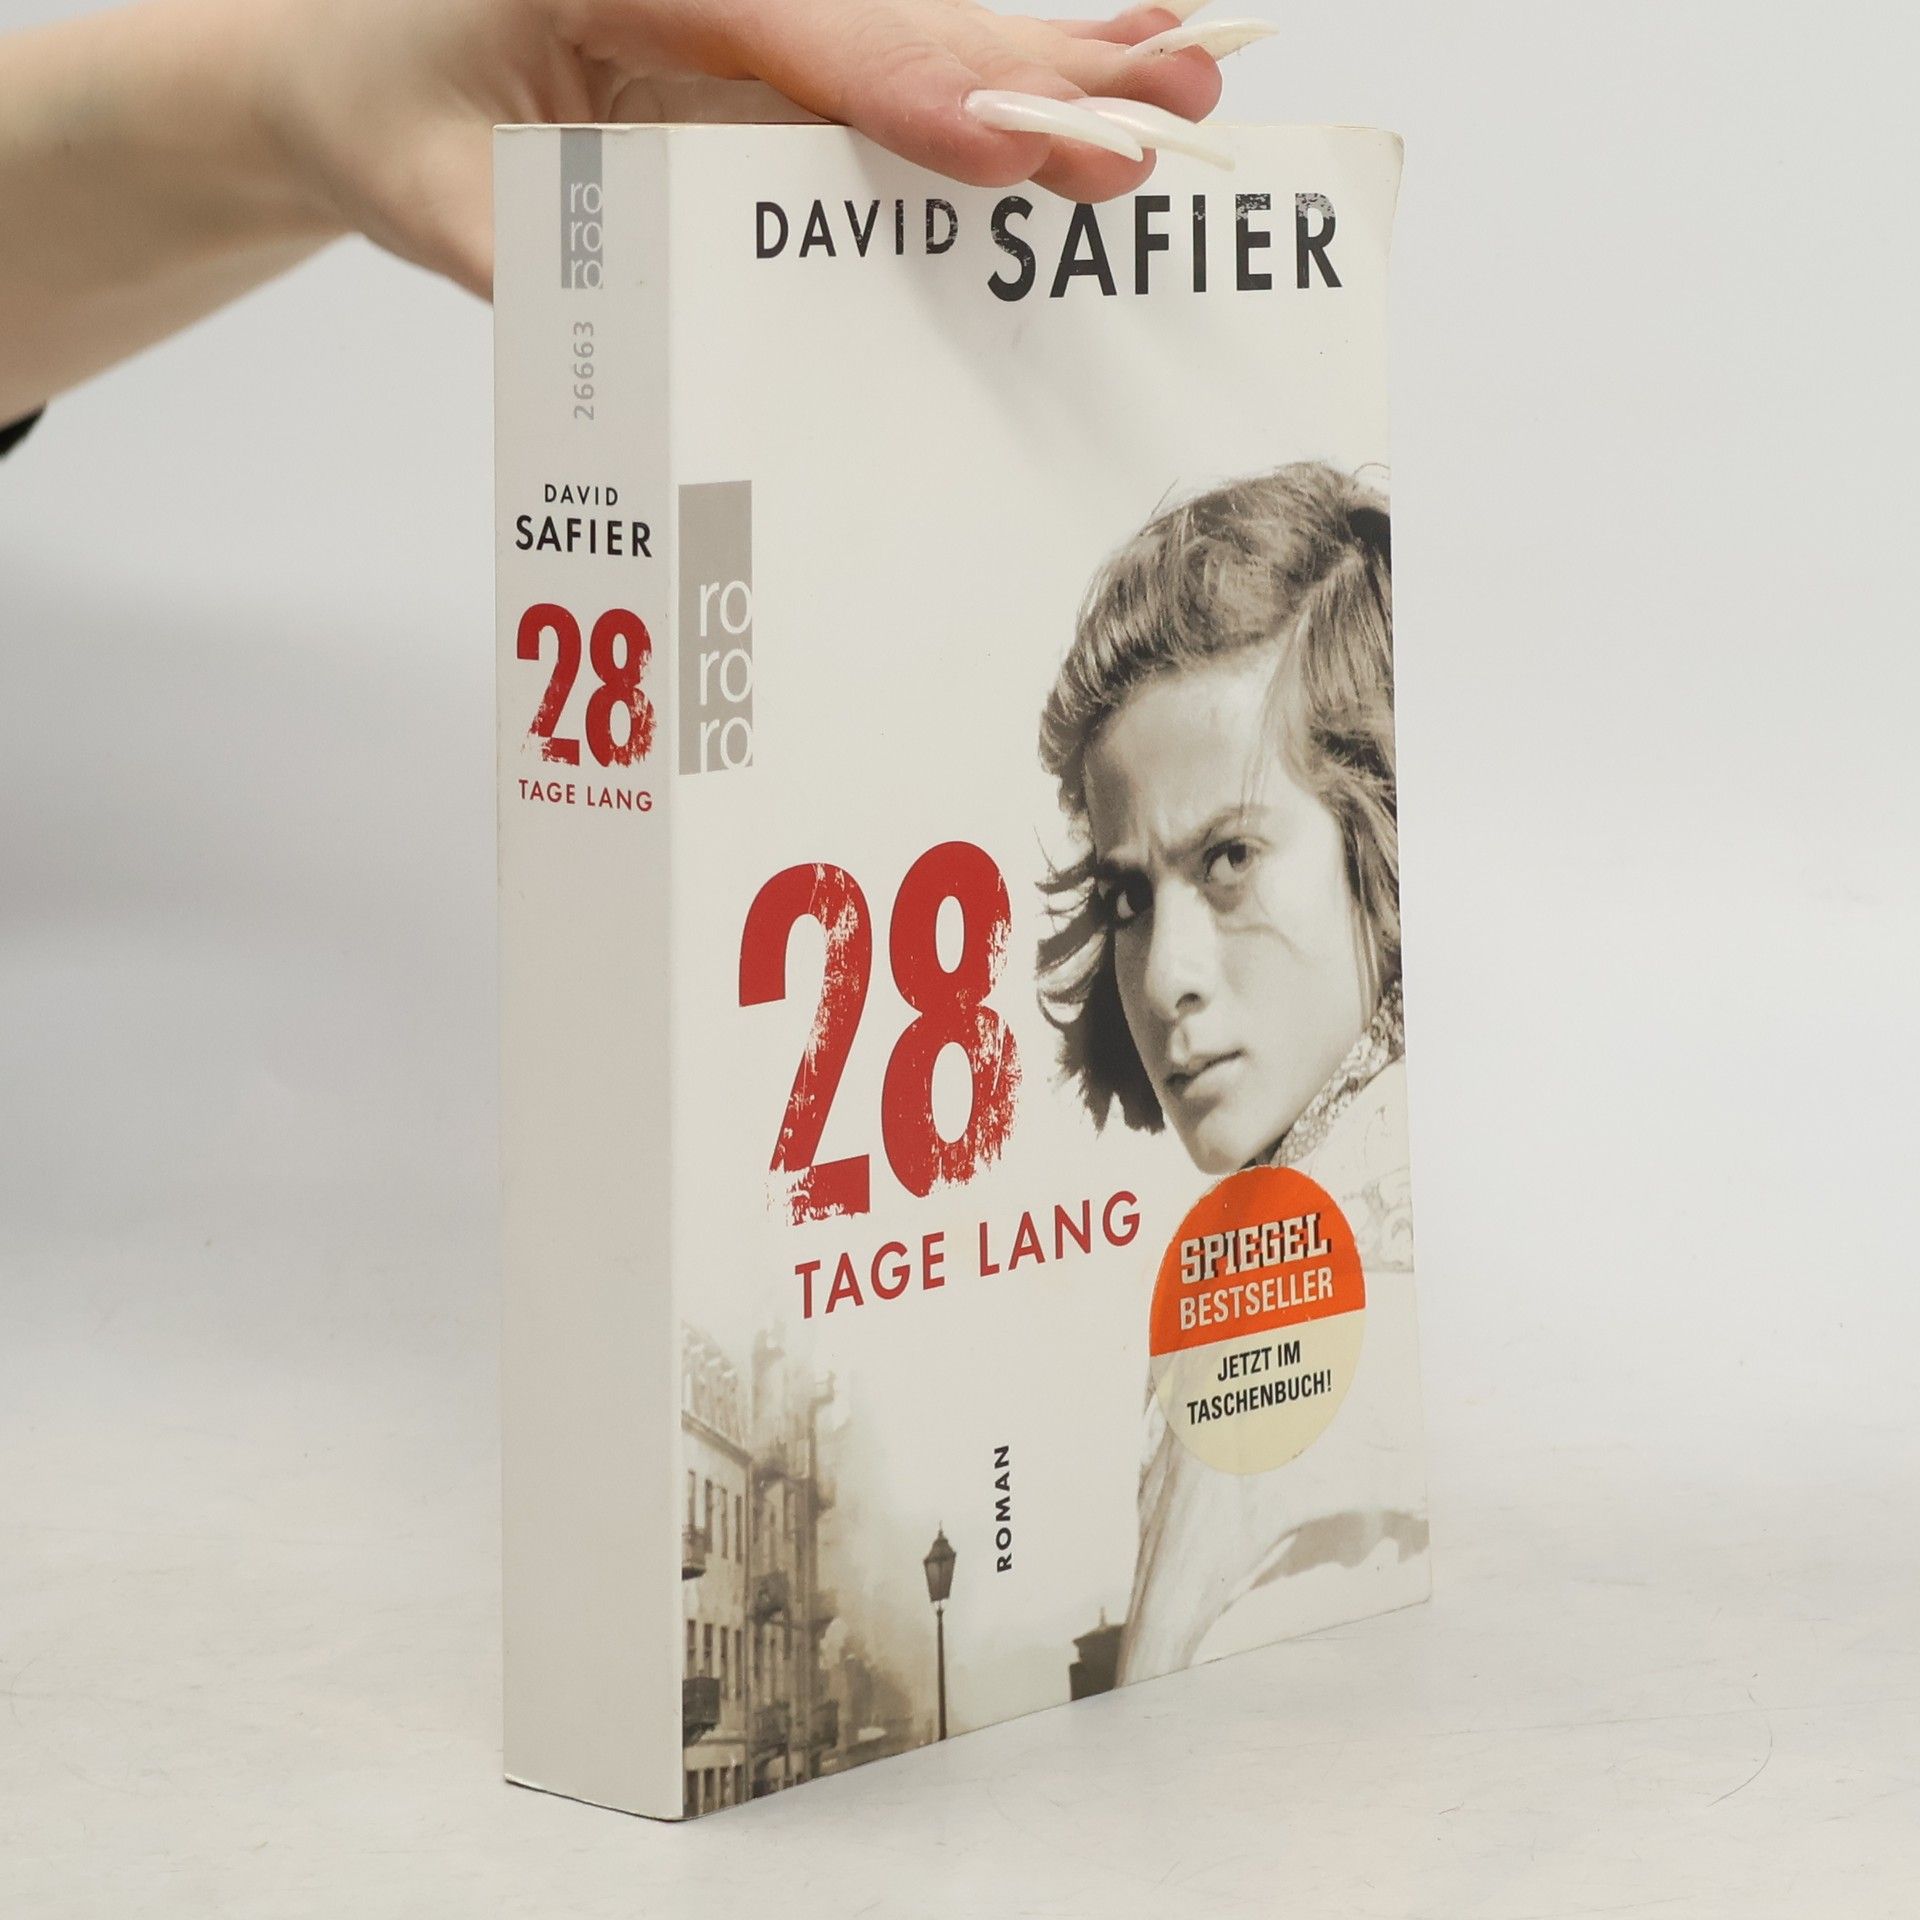 ro
ro
ro
26663
DAVID
SAFIER
28
TAGE LANG
DAVID SAFIER
ro
ro
ro
28
TAGE LANG
SPIEGEL
BESTSELLER
JETZT IM
TASCHENBUCH!
ROMAN